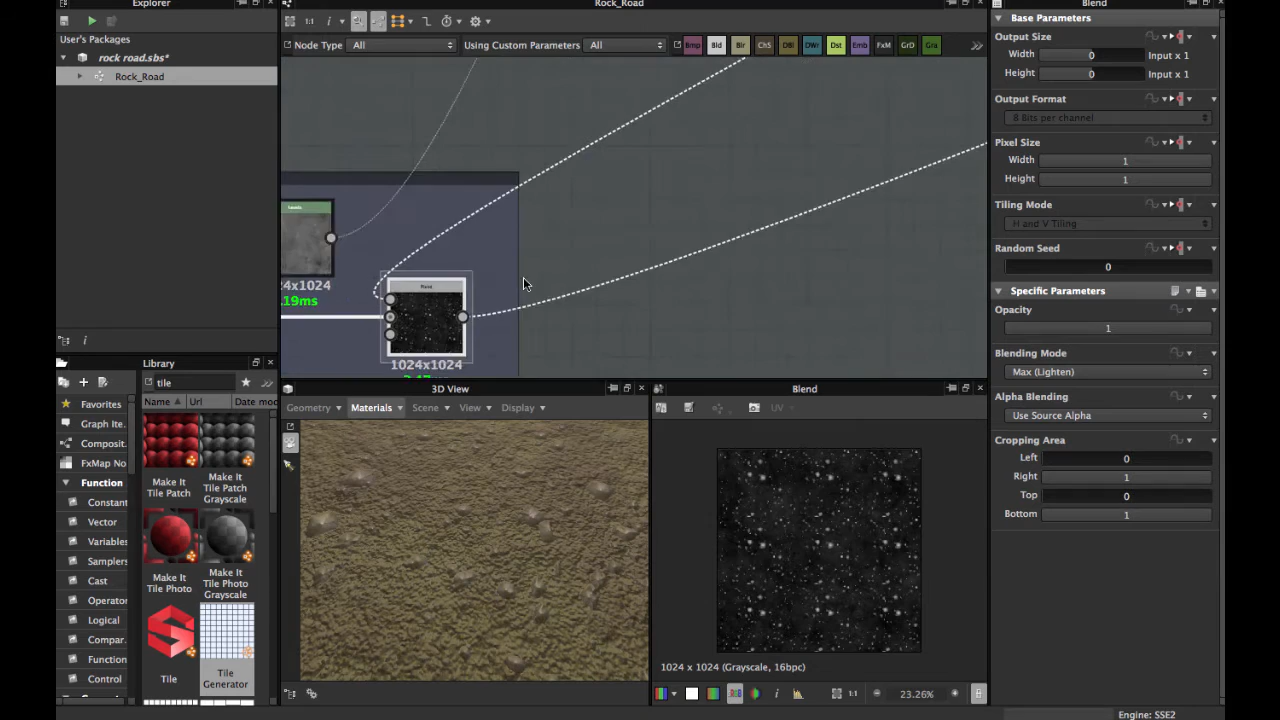 Explorer
Rock_Road
Blend
1:1
User's Packages
rock road.sbs*
Rock_Road
Node Type
All
Using Custom Parameters
All
Bmp
Bld
Blr
ChS
DBl
DWr
Dst
Emb
FxM
GrD
Gra
24x1024
.19ms
1024x1024
Base Parameters
Output Size
Width
0
Input x 1
Height
0
Input x 1
Output Format
8 Bits per channel
Pixel Size
Width
1
Height
1
Tiling Mode
H and V Tiling
Random Seed
0
Specific Parameters
Opacity
1
Blending Mode
Max (Lighten)
Alpha Blending
Use Source Alpha
Cropping Area
Left
0
Right
1
Top
0
Bottom
1
Library
tile
Name
Url
Date mod
Favorites
Graph Ite.
Composit..
FxMap No
Function
Constant
Vector
Variables
Samplers
Cast
Operator
Logical
Compar.
Function
Control
Make It
Tile Patch
Make It
Tile Patch
Grayscale
Make It
Tile Photo
Make It
Tile Photo
Grayscale
Tile
Tile
Generator
3D View
Geometry
Materials
Scene
View
Display
Blend
UV
1024 x 1024 (Grayscale, 16bpc)
1:1
23.26%
Engine: SSE2